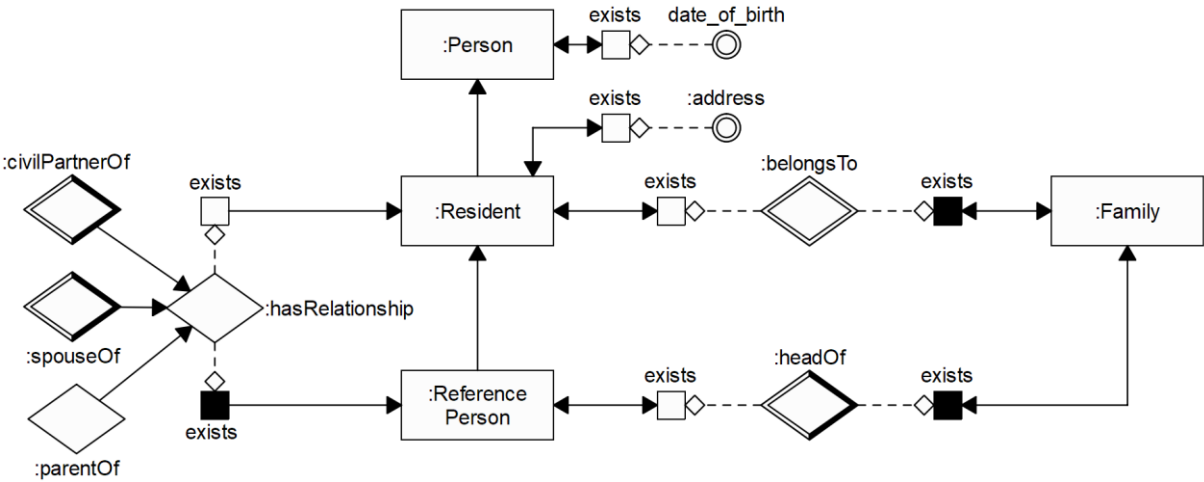 exists
date_of_birth
:Person
exists
:address
:civilPartnerOf
exists
:belongsTo
exists
exists
:Resident
:Family
:hasRelationship
:spouseOf
:headOf
exists
exists
:Reference
Person
exists
:parentOf